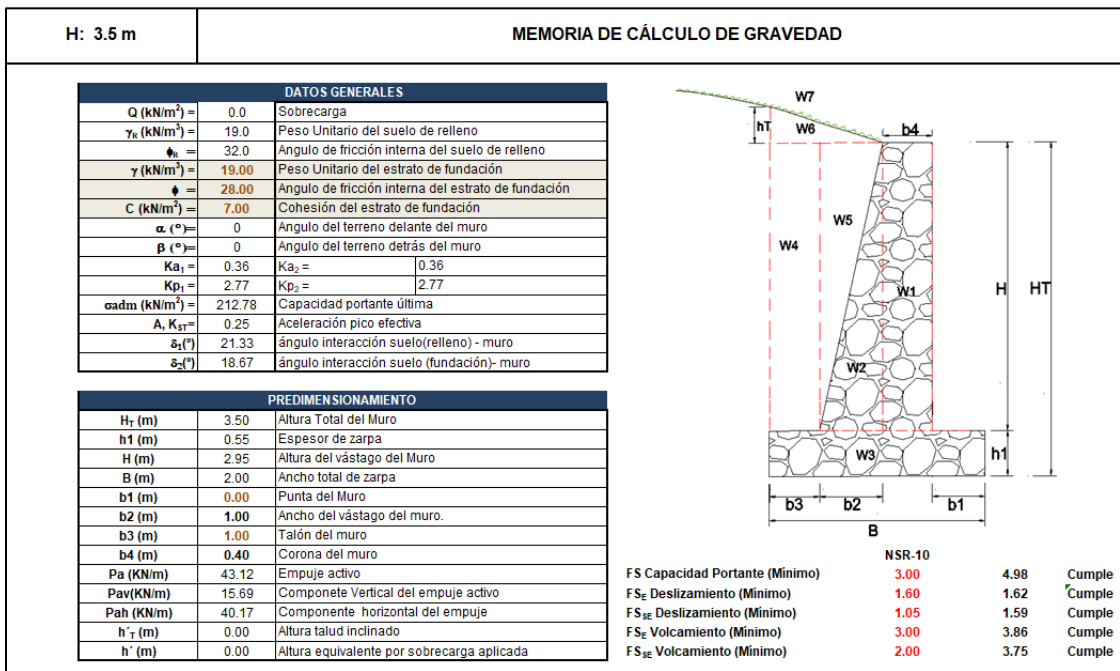 H: 3.5 m
MEMORIA DE CÁLCULO DE GRAVEDAD
DATOS GENERALES
Q (kN/m²) = 0.0 Sobrecarga
γR (kN/m³) = 19.0 Peso Unitario del suelo de relleno
ϕR = 32.0 Angulo de fricción interna del suelo de relleno
γ (kN/m³) = 19.00 Peso Unitario del estrato de fundación
ϕ = 28.00 Angulo de fricción interna del estrato de fundación
C (kN/m²) = 7.00 Cohesión del estrato de fundación
α (º)= 0 Angulo del terreno delante del muro
β (º)= 0 Angulo del terreno detrás del muro
Ka₁ = 0.36 Ka₂ = 0.36
Kp₁ = 2.77 Kp₂ = 2.77
σadm (kN/m²) = 212.78 Capacidad portante última
A, KST= 0.25 Aceleración pico efectiva
δ₁(º) 21.33 ángulo interacción suelo(relleno) - muro
δ₂(º) 18.67 ángulo interacción suelo (fundación)- muro
PREDIMENSIONAMIENTO
HT (m) 3.50 Altura Total del Muro
h1 (m) 0.55 Espesor de zarpa
H (m) 2.95 Altura del vástago del Muro
B (m) 2.00 Ancho total de zarpa
b1 (m) 0.00 Punta del Muro
b2 (m) 1.00 Ancho del vástago del muro.
b3 (m) 1.00 Talón del muro
b4 (m) 0.40 Corona del muro
Pa (KN/m) 43.12 Empuje activo
Pav(KN/m) 15.69 Componete Vertical del empuje activo
Pah (KN/m) 40.17 Componente horizontal del empuje
h´T (m) 0.00 Altura talud inclinado
h´ (m) 0.00 Altura equivalente por sobrecarga aplicada
W7
hT W6 b4
W5
W4
W1 H HT
W2
W3 h1
b3 b2 b1
B
NSR-10
FS Capacidad Portante (Mínimo) 3.00 4.98 Cumple
FSE Deslizamiento (Mínimo) 1.60 1.62 Cumple
FSSE Deslizamiento (Mínimo) 1.05 1.59 Cumple
FSE Volcamiento (Mínimo) 3.00 3.86 Cumple
FSSE Volcamiento (Mínimo) 2.00 3.75 Cumple